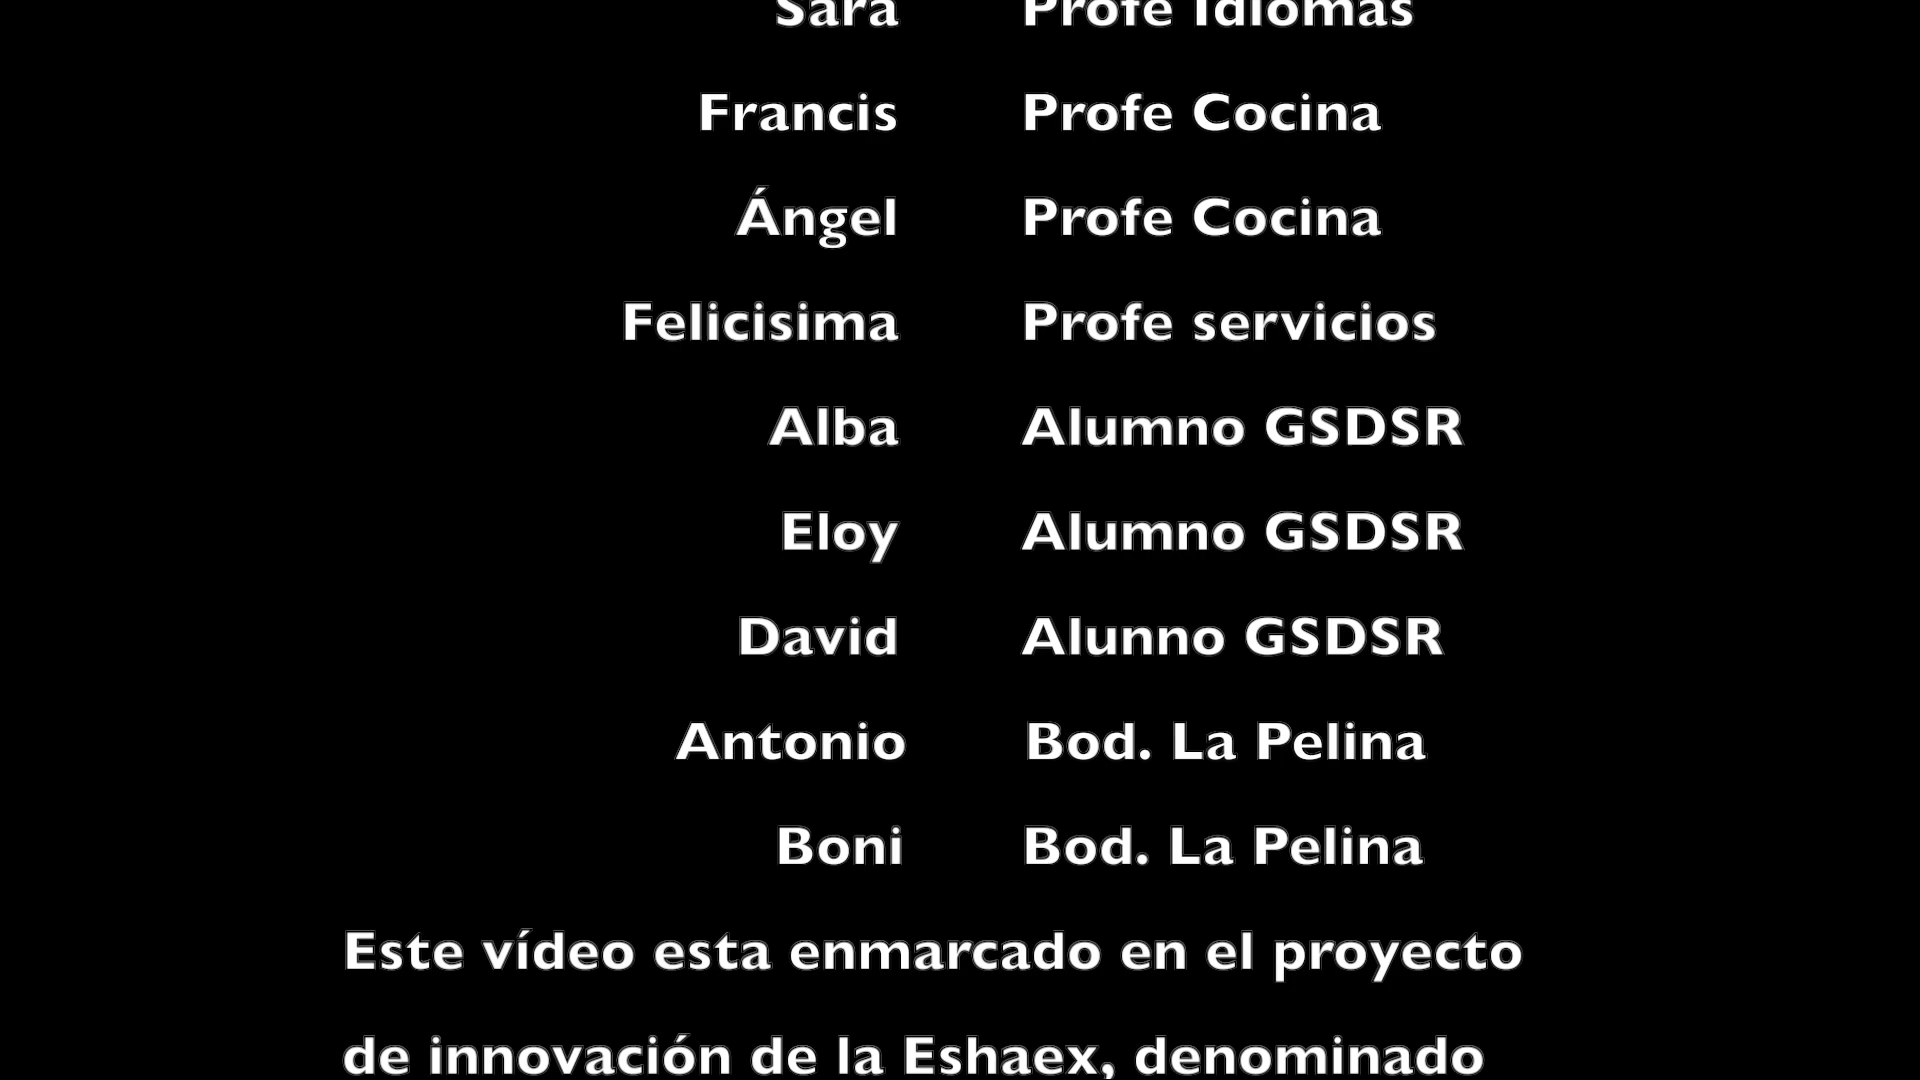 Sara Profe Idiomas
Francis Profe Cocina
Ángel Profe Cocina
Felicisima Profe servicios
Alba Alumno GSDSR
Eloy Alumno GSDSR
David Alunno GSDSR
Antonio Bod. La Pelina
Boni Bod. La Pelina
Este vídeo esta enmarcado en el proyecto
de innovación de la Eshaex, denominado